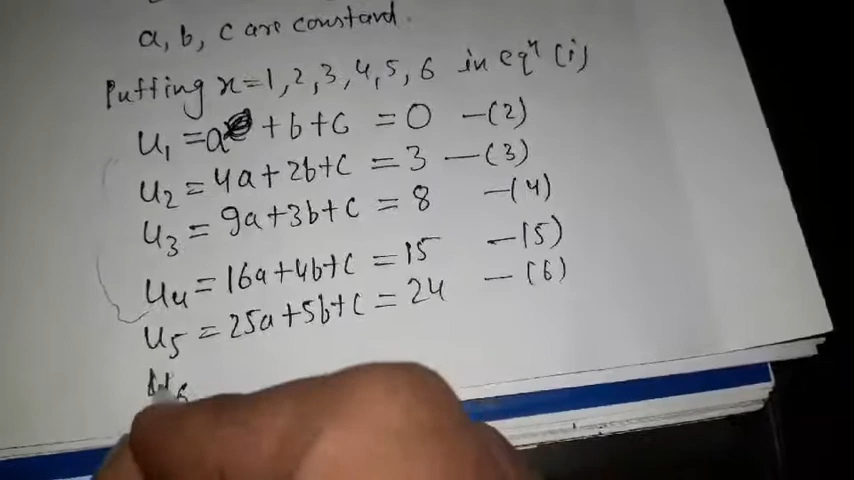 a, b, c are constand.
Putting x=1, 2, 3, 4, 5, 6 in eqⁿ (i)
u₁ = a + b + c = 0 — (2)
u₂ = 4a + 2b + c = 3 — (3)
u₃ = 9a + 3b + c = 8 — (4)
u₄ = 16a + 4b + c = 15 — (5)
u₅ = 25a + 5b + c = 24 — (6)